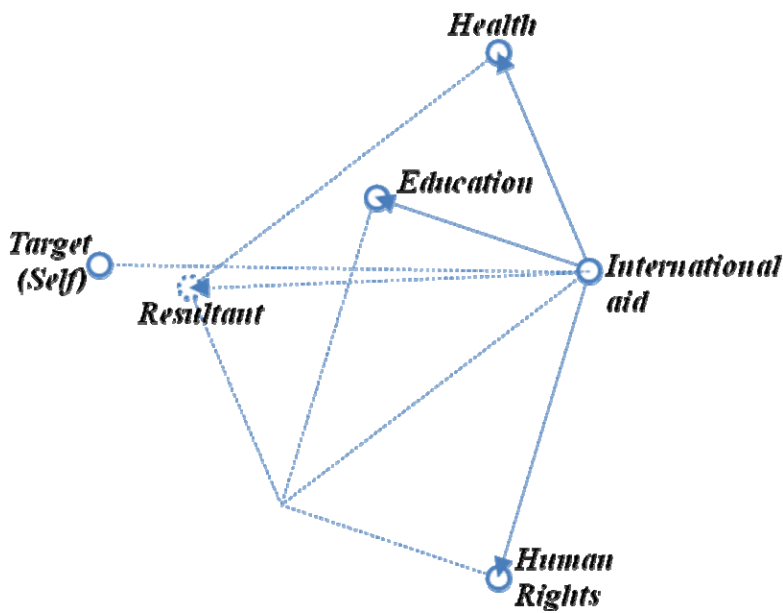 Health
Education
Target
(Self)
Resultant
International
aid
Human
Rights